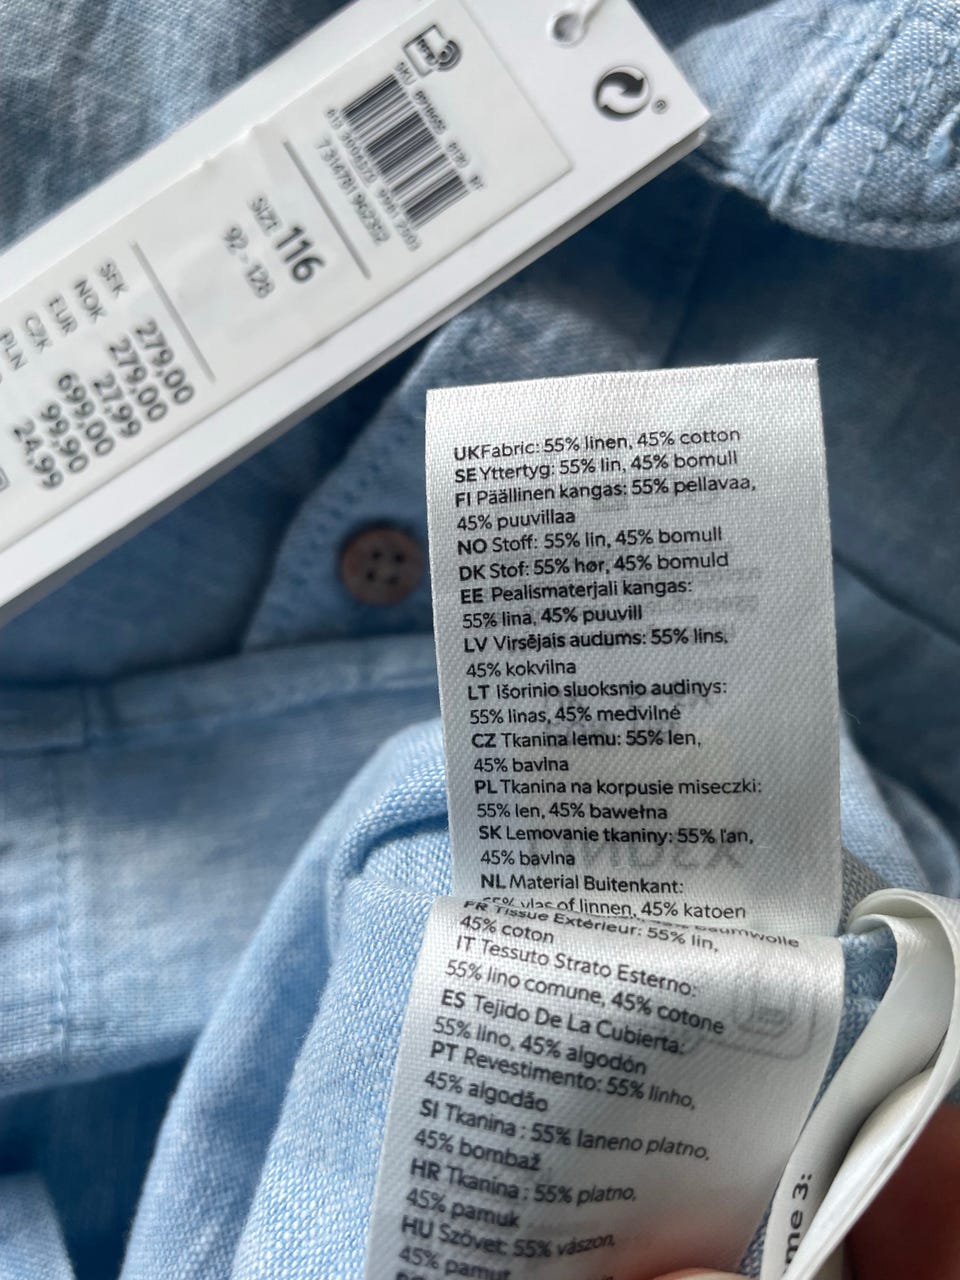 SIZE 116
92-128
SEK 279,00
NOK 279,00
EUR 27,99
CZK 699,00
PLN 99,90
24,99
UKFabric: 55% linen, 45% cotton
SE Yttertyg: 55% lin, 45% bomull
FI Päällinen kangas: 55% pellavaa,
45% puuvillaa
NO Stoff: 55% lin, 45% bomull
DK Stof: 55% hør, 45% bomuld
EE Pealismaterjali kangas:
55% lina, 45% puuvill
LV Virsējais audums: 55% lins,
45% kokvilna
LT Išorinio sluoksnio audinys:
55% linas, 45% medvilnė
CZ Tkanina lemu: 55% len,
45% bavlna
PL Tkanina na korpusie miseczki:
55% len, 45% bawełna
SK Lemovanie tkaniny: 55% ľan,
45% bavlna
NL Material Buitenkant:
55% vlas of linnen, 45% katoen
Baumwolle
FR Tissue Extérieur: 55% lin,
45% coton
IT Tessuto Strato Esterno:
55% lino comune, 45% cotone
ES Tejido De La Cubierta:
55% lino, 45% algodón
PT Revestimento: 55% linho,
45% algodão
SI Tkanina : 55% laneno platno,
45% bombaž
HR Tkanina : 55% platno,
45% pamuk
HU Szövet: 55% vászon,
45% pamut
me 3: